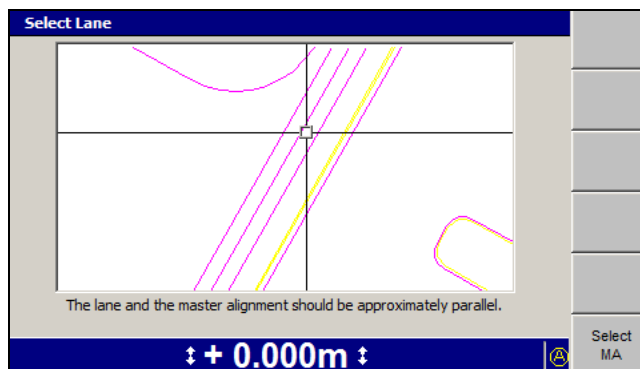 Select Lane
The lane and the master alignment should be approximately parallel.
+ 0.000m
A
Select
MA